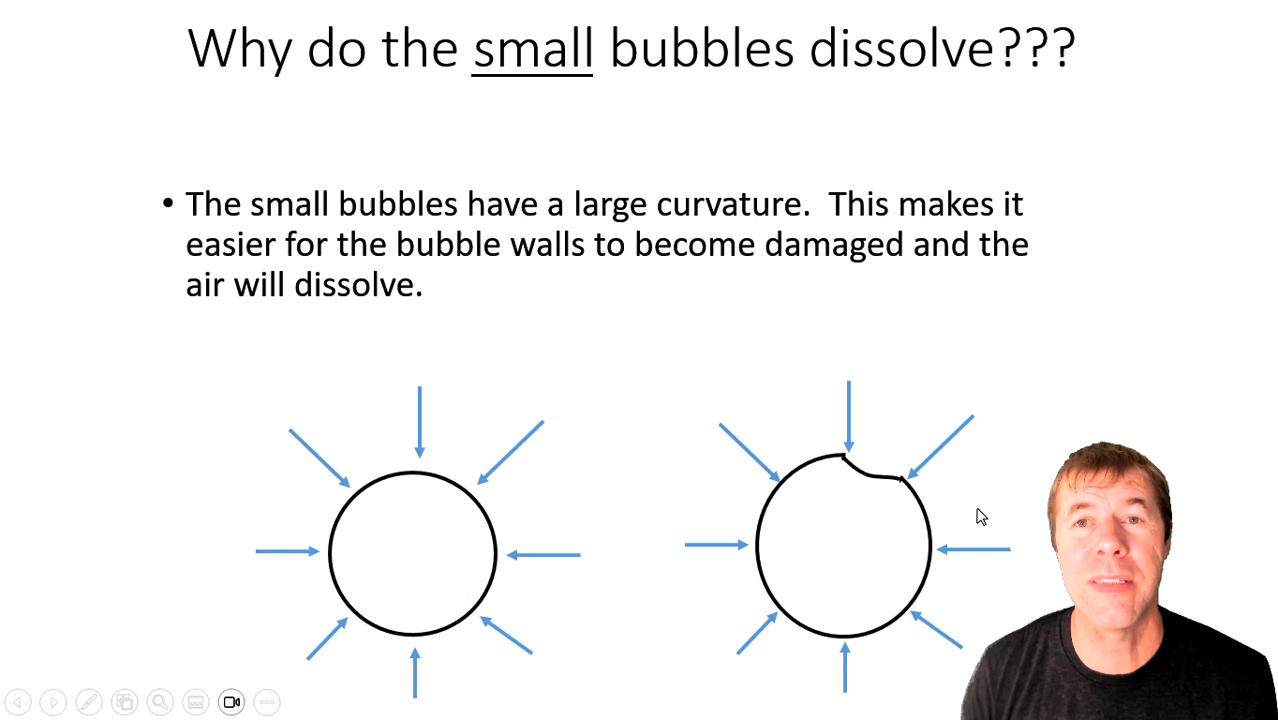 Why do the small bubbles dissolve???
• The small bubbles have a large curvature.  This makes it
easier for the bubble walls to become damaged and the
air will dissolve.